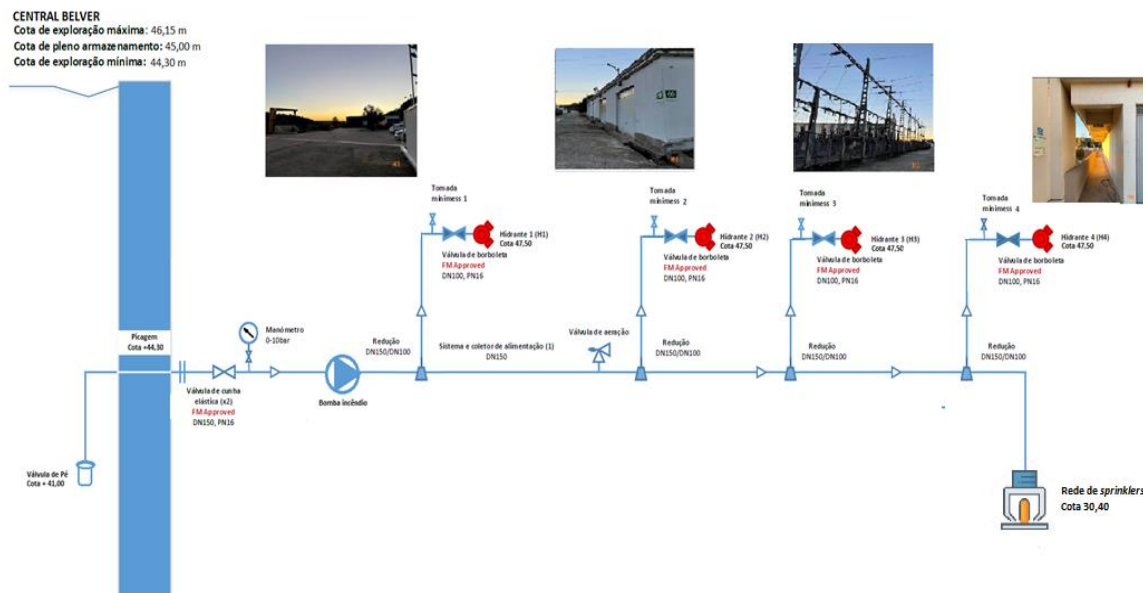 CENTRAL BELVER
Cota de exploração máxima: 46,15 m
Cota de pleno armazenamento: 45,00 m
Cota de exploração mínima: 44,30 m
Tomada
minimess 1
Hidrante 1 (H1)
Cota 47,50
Válvula de borboleta
FM Approved
DN100, PN16
Tomada
minimess 2
Hidrante 2 (H2)
Cota 47,50
Válvula de borboleta
FM Approved
DN100, PN16
Tomada
minimess 3
Hidrante 3 (H3)
Cota 47,50
Válvula de borboleta
FM Approved
DN100, PN16
Tomada
minimess 4
Hidrante 4 (H4)
Cota 47,50
Válvula de borboleta
FM Approved
DN100, PN16
Picagem
Cota +44,30
Manómetro
0-10bar
Redução
DN150/DN100
Sistema e coletor de alimentação (1)
DN150
Válvula de aeração
Redução
DN150/DN100
Redução
DN150/DN100
Redução
DN150/DN100
Válvula de cunha
elástica (x2)
FM Approved
DN150, PN16
Bomba incêndio
Válvula de Pé
Cota + 41,00
Rede de sprinklers
Cota 30,40